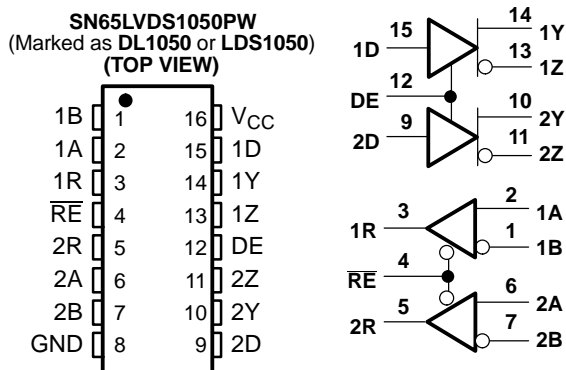 SN65LVDS1050PW
(Marked as DL1050 or LDS1050)
(TOP VIEW)
1B 1 16 VCC
1A 2 15 1D
1R 3 14 1Y
RE 4 13 1Z
2R 5 12 DE
2A 6 11 2Z
2B 7 10 2Y
GND 8 9 2D
14
15 1Y
1D 13
1Z
12
DE
10
9 2Y
2D 11
2Z
2
3 1A
1R 1
1B
4
RE
6
5 2A
2R 7
2B